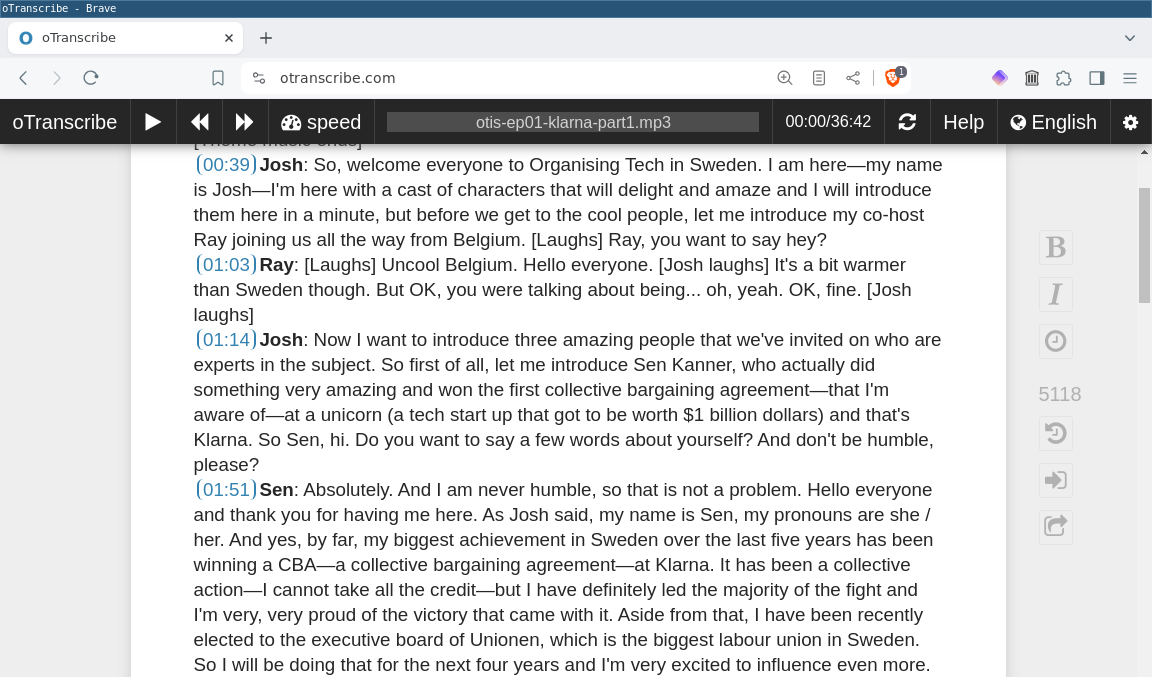 oTranscribe - Brave
oTranscribe
otranscribe.com
1
oTranscribe
speed
otis-ep01-klarna-part1.mp3
00:00/36:42
Help
English
[Theme music ends]
(00:39) Josh: So, welcome everyone to Organising Tech in Sweden. I am here—my name
is Josh—I'm here with a cast of characters that will delight and amaze and I will introduce
them here in a minute, but before we get to the cool people, let me introduce my co-host
Ray joining us all the way from Belgium. [Laughs] Ray, you want to say hey?
(01:03) Ray: [Laughs] Uncool Belgium. Hello everyone. [Josh laughs] It's a bit warmer
than Sweden though. But OK, you were talking about being... oh, yeah. OK, fine. [Josh
laughs]
(01:14) Josh: Now I want to introduce three amazing people that we've invited on who are
experts in the subject. So first of all, let me introduce Sen Kanner, who actually did
something very amazing and won the first collective bargaining agreement—that I'm
aware of—at a unicorn (a tech start up that got to be worth $1 billion dollars) and that's
Klarna. So Sen, hi. Do you want to say a few words about yourself? And don't be humble,
please?
(01:51) Sen: Absolutely. And I am never humble, so that is not a problem. Hello everyone
and thank you for having me here. As Josh said, my name is Sen, my pronouns are she /
her. And yes, by far, my biggest achievement in Sweden over the last five years has been
winning a CBA—a collective bargaining agreement—at Klarna. It has been a collective
action—I cannot take all the credit—but I have definitely led the majority of the fight and
I'm very, very proud of the victory that came with it. Aside from that, I have been recently
elected to the executive board of Unionen, which is the biggest labour union in Sweden.
So I will be doing that for the next four years and I'm very excited to influence even more.
B
I
5118